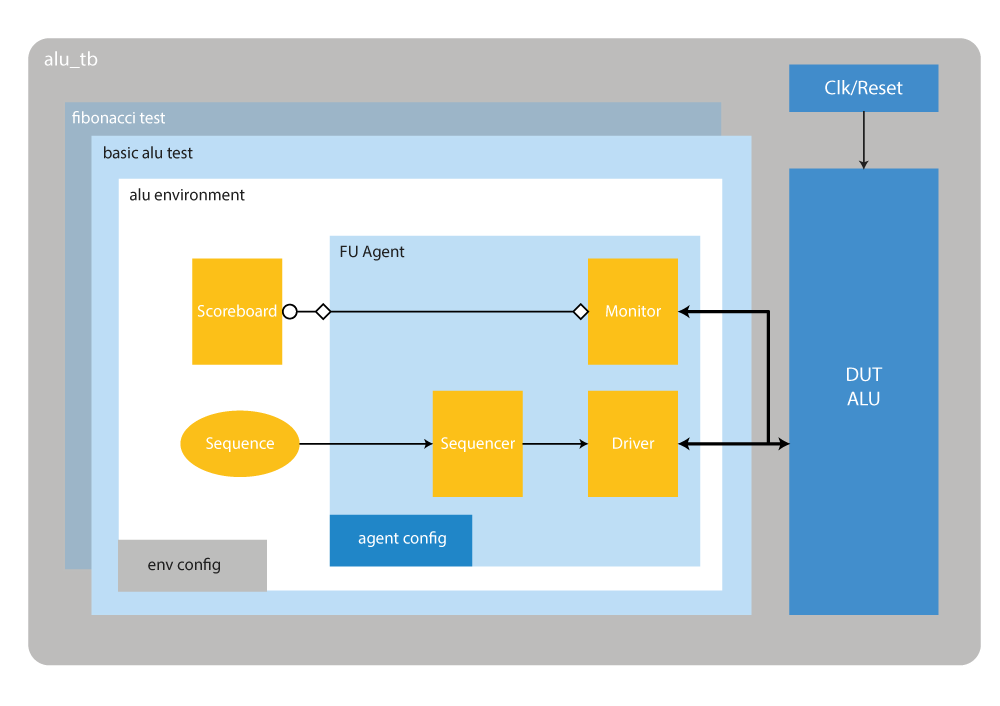 alu_tb
Clk/Reset
fibonacci test
basic alu test
alu environment
FU Agent
Scoreboard
Monitor
DUT
ALU
Sequence
Sequencer
Driver
agent config
env config